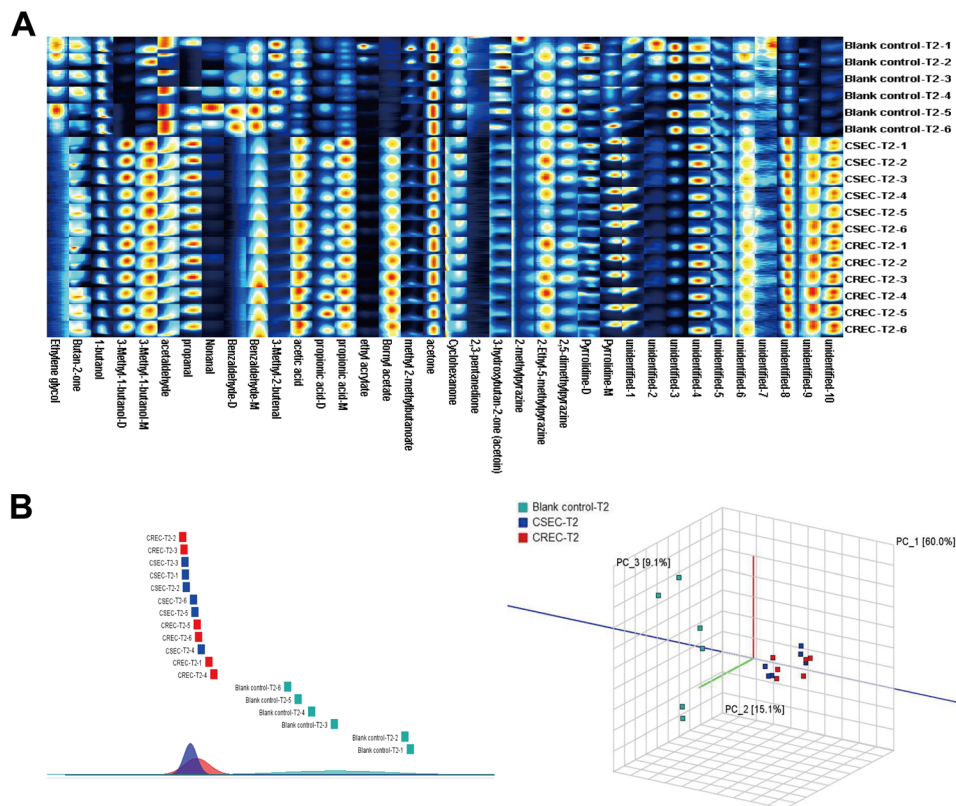 A
Blank control-T2-1
Blank control-T2-2
Blank control-T2-3
Blank control-T2-4
Blank control-T2-5
Blank control-T2-6
CSEC-T2-1
CSEC-T2-2
CSEC-T2-3
CSEC-T2-4
CSEC-T2-5
CSEC-T2-6
CREC-T2-1
CREC-T2-2
CREC-T2-3
CREC-T2-4
CREC-T2-5
CREC-T2-6
Ethylene glycol
Butan-2-one
1-butanol
3-Methyl-1-butanol-D
3-Methyl-1-butanol-M
acetaldehyde
propanal
Nonanal
Benzaldehyde-D
Benzaldehyde-M
3-Methyl-2-butenal
acetic acid
propionic acid-D
propionic acid-M
ethyl acrylate
Bornyl acetate
methyl 2-methylbutanoate
acetone
Cyclohexanone
2,3-pentanedione
3-hydroxybutan-2-one (acetoin)
2-methylpyrazine
2-Ethyl-5-methylpyrazine
2,5-dimethylpyrazine
Pyrrolidine-D
Pyrrolidine-M
unidentified-1
unidentified-2
unidentified-3
unidentified-4
unidentified-5
unidentified-6
unidentified-7
unidentified-8
unidentified-9
unidentified-10
B
CREC-T2-2
CREC-T2-3
CSEC-T2-3
CSEC-T2-1
CSEC-T2-2
CSEC-T2-6
CSEC-T2-5
CREC-T2-5
CREC-T2-6
CSEC-T2-4
CREC-T2-1
CREC-T2-4
Blank control-T2-6
Blank control-T2-5
Blank control-T2-4
Blank control-T2-3
Blank control-T2-2
Blank control-T2-1
Blank control-T2
CSEC-T2
CREC-T2
PC_1 [60.0%]
PC_3 [9.1%]
PC_2 [15.1%]